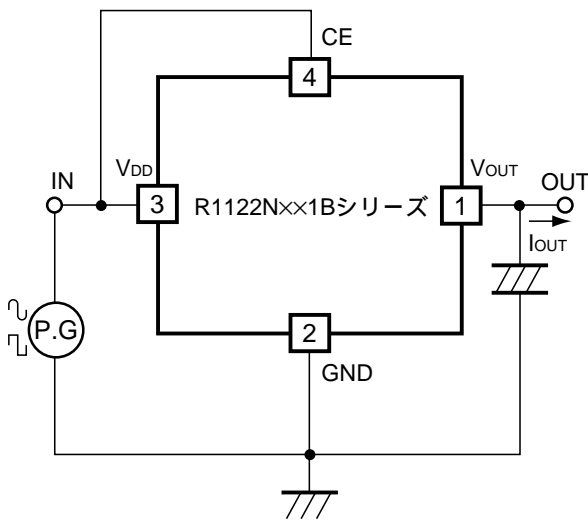 CE
4
IN
VDD
3
R1122N××1Bシリーズ
VOUT
1
OUT
IOUT
P.G
2
GND